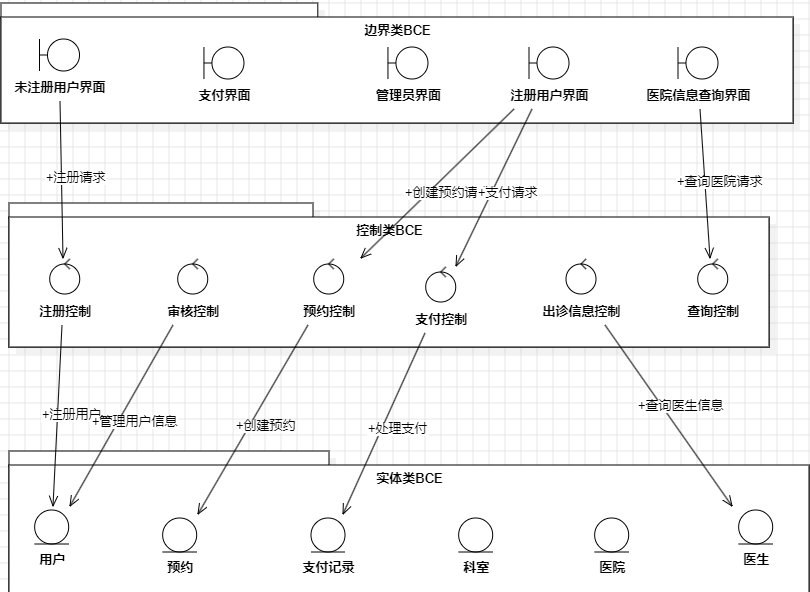 边界类BCE
未注册用户界面
支付界面
管理员界面
注册用户界面
医院信息查询界面
+注册请求
+创建预约请
+支付请求
+查询医院请求
控制类BCE
注册控制
审核控制
预约控制
支付控制
出诊信息控制
查询控制
+注册用户
+管理用户信息
+创建预约
+处理支付
+查询医生信息
实体类BCE
用户
预约
支付记录
科室
医院
医生